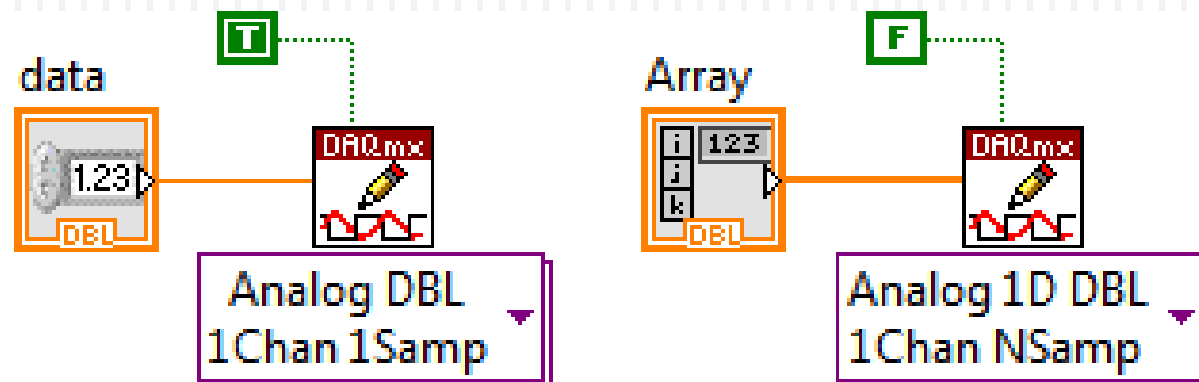 T
data
DAQmx
1.23
DBL
Analog DBL
1Chan 1Samp
F
Array
DAQmx
i
123
j
k
DBL
Analog 1D DBL
1Chan NSamp